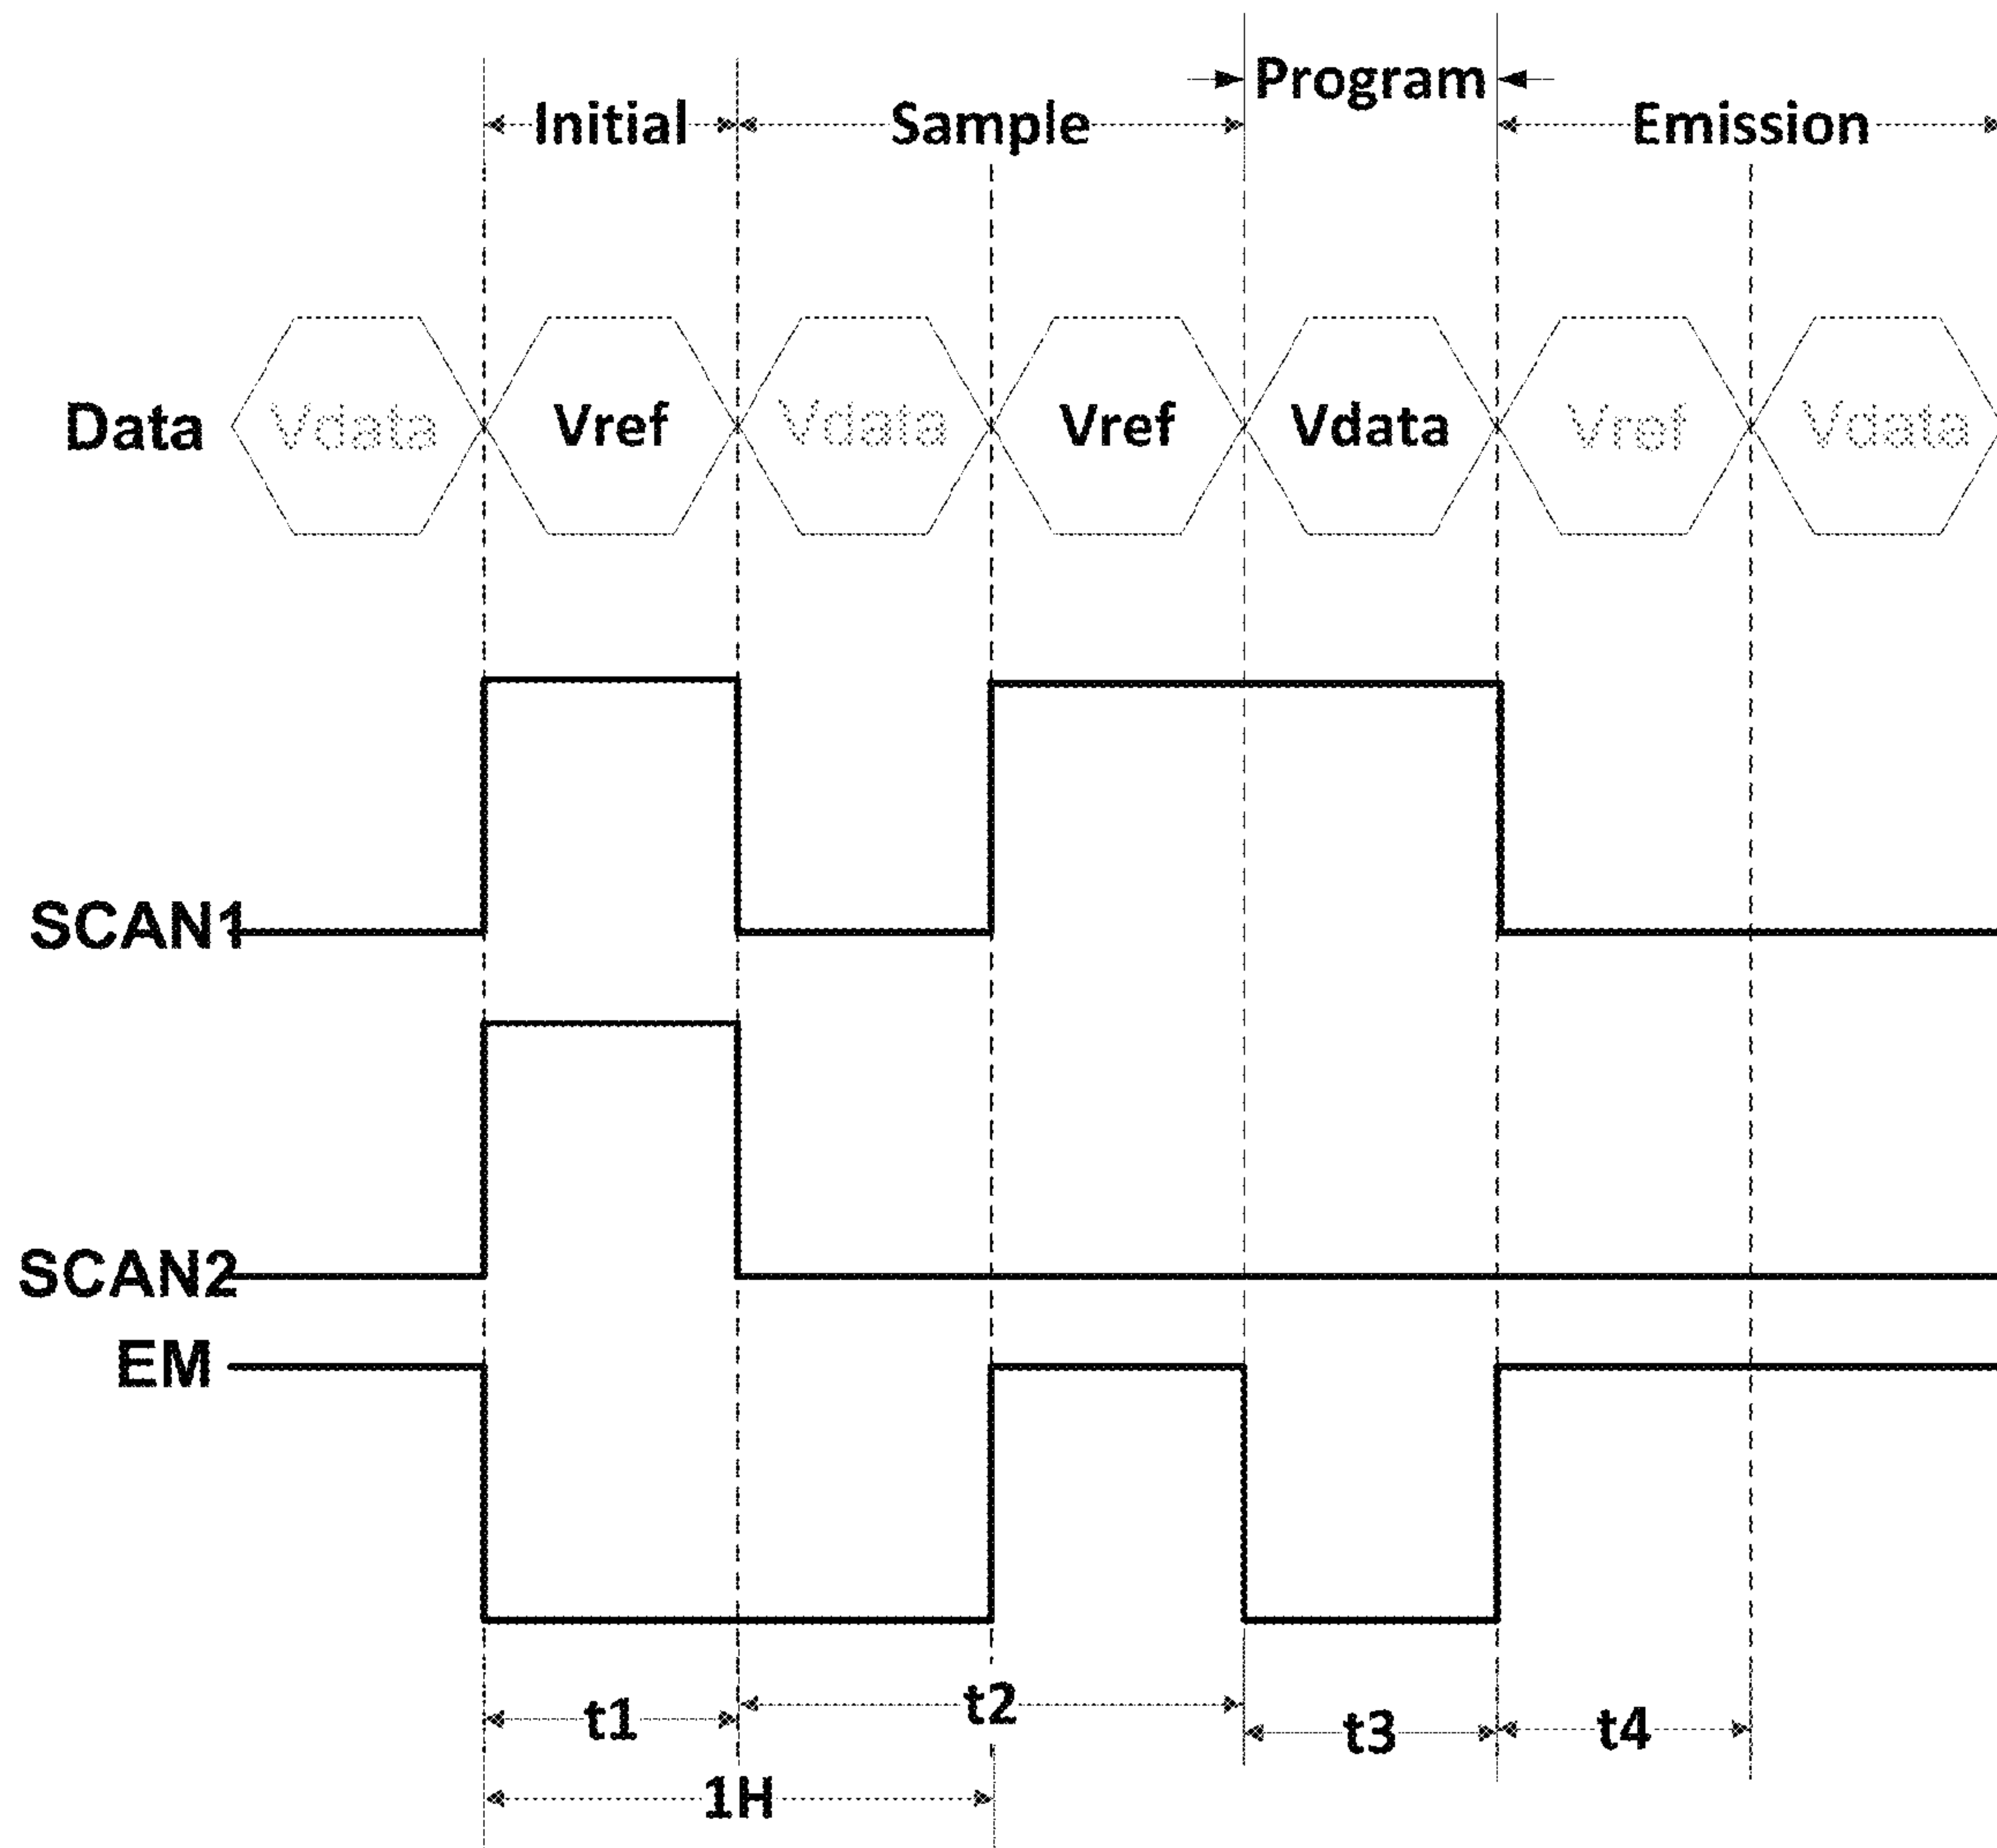 Program
Initial Sample Emission
Data Vdata Vref Vdata Vref Vdata Vref Vdata
SCAN1
SCAN2
EM
t1 t2 t3 t4
1H